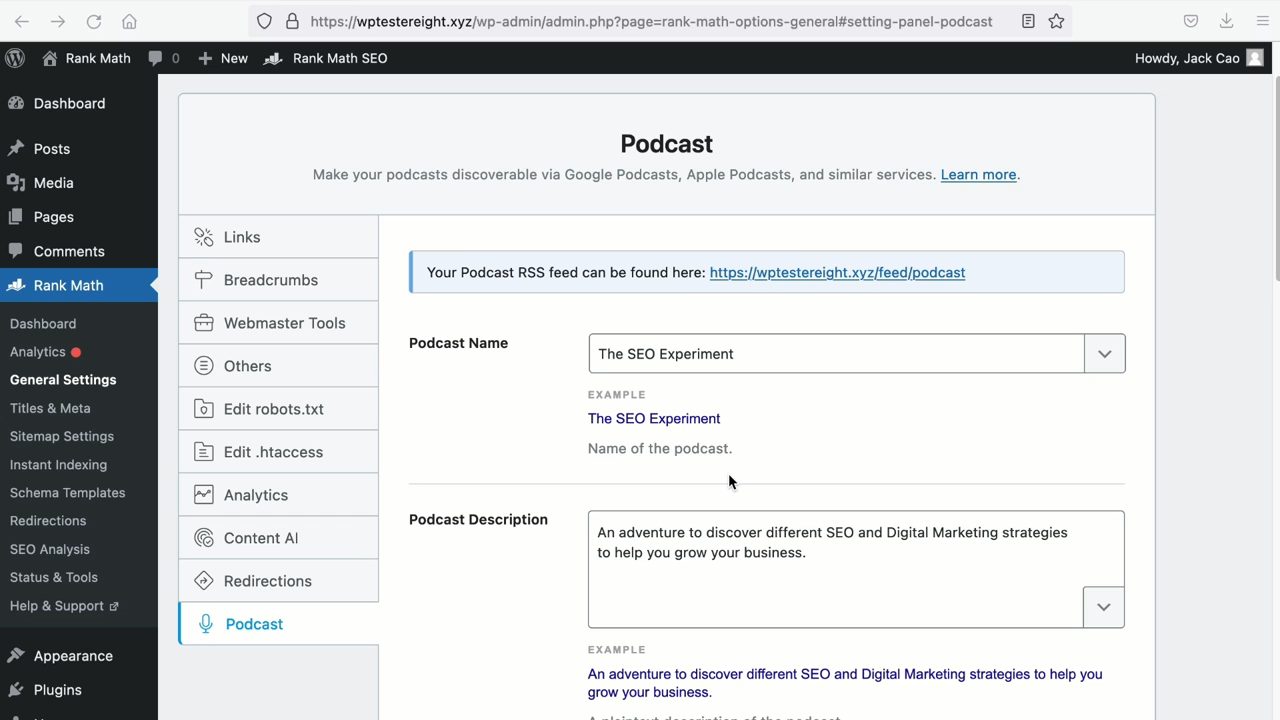 https://wptestereight.xyz/wp-admin/admin.php?page=rank-math-options-general#setting-panel-podcast
Rank Math
0
New
Rank Math SEO
Howdy, Jack Cao
Dashboard
Posts
Media
Pages
Comments
Rank Math
Dashboard
Analytics
General Settings
Titles & Meta
Sitemap Settings
Instant Indexing
Schema Templates
Redirections
SEO Analysis
Status & Tools
Help & Support
Appearance
Plugins
Podcast
Make your podcasts discoverable via Google Podcasts, Apple Podcasts, and similar services. Learn more.
Links
Breadcrumbs
Webmaster Tools
Others
Edit robots.txt
Edit .htaccess
Analytics
Content AI
Redirections
Podcast
Your Podcast RSS feed can be found here: https://wptestereight.xyz/feed/podcast
Podcast Name
The SEO Experiment
EXAMPLE
The SEO Experiment
Name of the podcast.
Podcast Description
An adventure to discover different SEO and Digital Marketing strategies
to help you grow your business.
EXAMPLE
An adventure to discover different SEO and Digital Marketing strategies to help you
grow your business.
A plaintext description of the podcast.